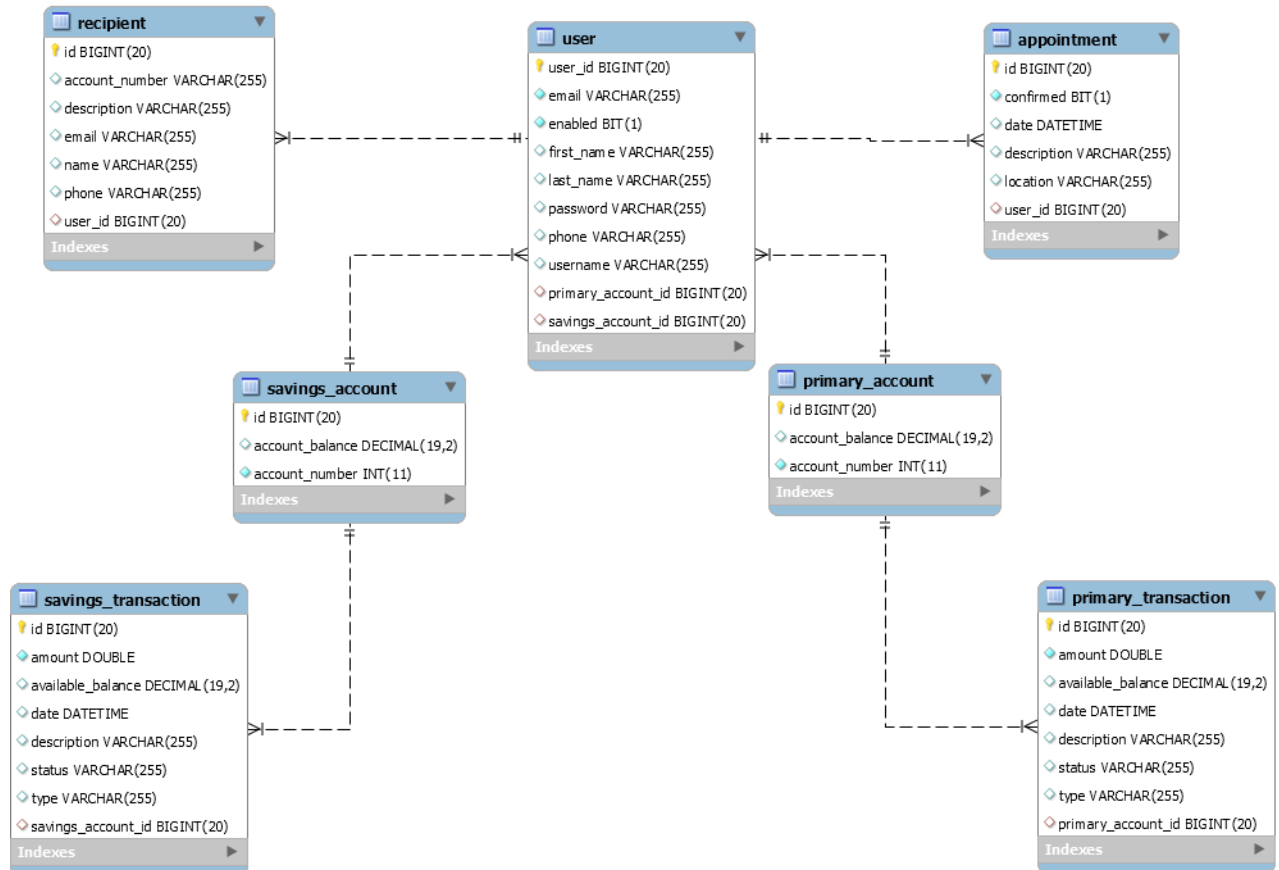 recipient
id BIGINT(20)
account_number VARCHAR(255)
description VARCHAR(255)
email VARCHAR(255)
name VARCHAR(255)
phone VARCHAR(255)
user_id BIGINT(20)
Indexes
user
user_id BIGINT(20)
email VARCHAR(255)
enabled BIT(1)
first_name VARCHAR(255)
last_name VARCHAR(255)
password VARCHAR(255)
phone VARCHAR(255)
username VARCHAR(255)
primary_account_id BIGINT(20)
savings_account_id BIGINT(20)
Indexes
appointment
id BIGINT(20)
confirmed BIT(1)
date DATETIME
description VARCHAR(255)
location VARCHAR(255)
user_id BIGINT(20)
Indexes
savings_account
id BIGINT(20)
account_balance DECIMAL(19,2)
account_number INT(11)
Indexes
primary_account
id BIGINT(20)
account_balance DECIMAL(19,2)
account_number INT(11)
Indexes
savings_transaction
id BIGINT(20)
amount DOUBLE
available_balance DECIMAL(19,2)
date DATETIME
description VARCHAR(255)
status VARCHAR(255)
type VARCHAR(255)
savings_account_id BIGINT(20)
Indexes
primary_transaction
id BIGINT(20)
amount DOUBLE
available_balance DECIMAL(19,2)
date DATETIME
description VARCHAR(255)
status VARCHAR(255)
type VARCHAR(255)
primary_account_id BIGINT(20)
Indexes